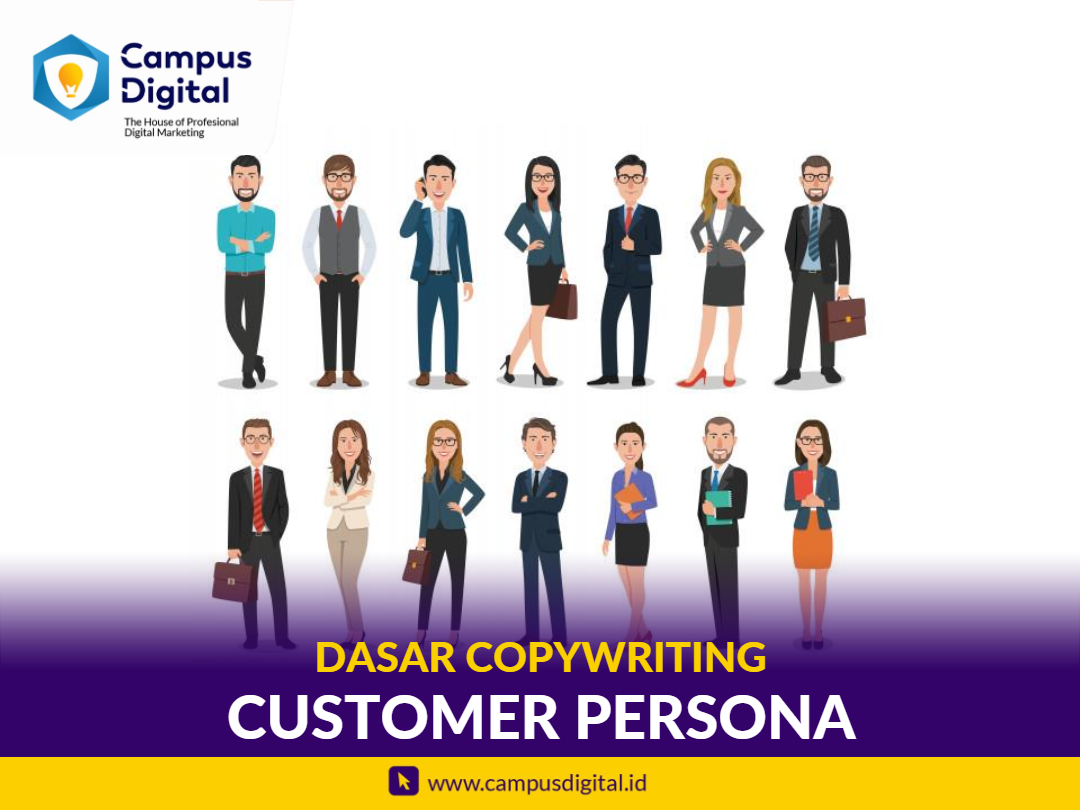 Campus
Digital
The House of Profesional
Digital Marketing
DASAR COPYWRITING
CUSTOMER PERSONA
www.campusdigital.id